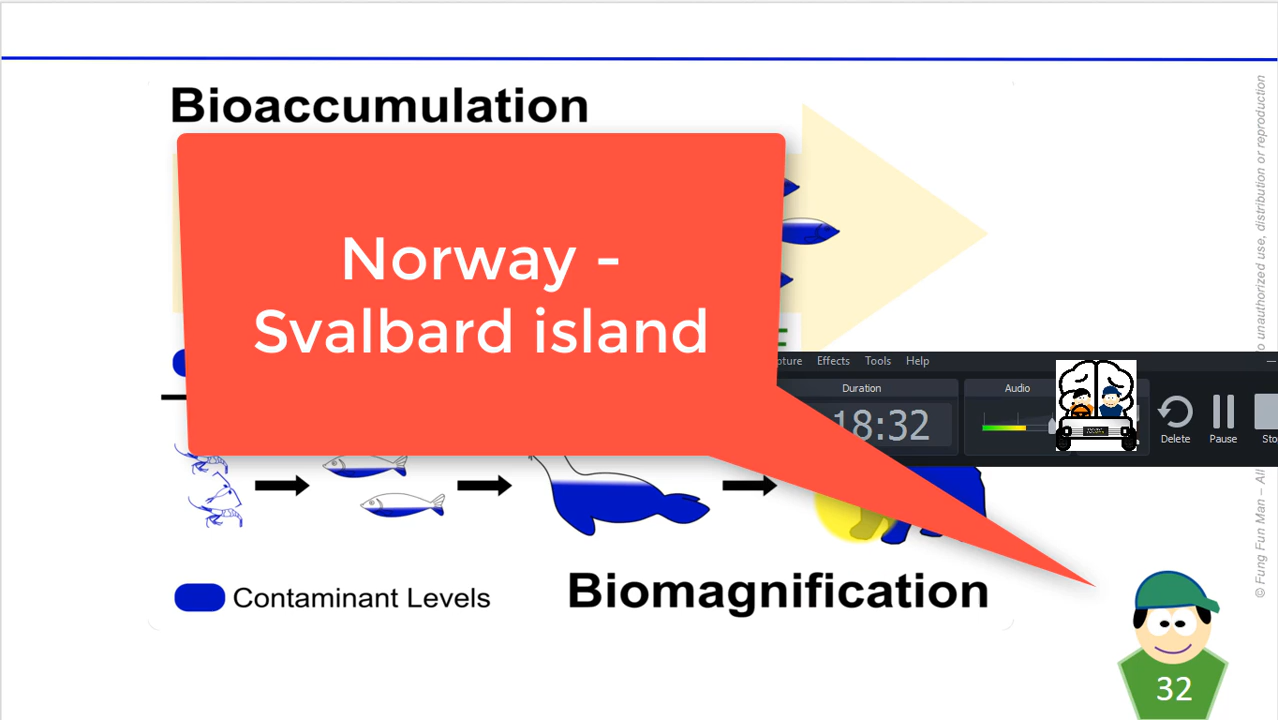 Bioaccumulation
Norway -
Svalbard island
Effects
Tools
Help
Duration
Audio
18:32
Delete
Pause
Contaminant Levels
Biomagnification
32
© Fung Fun Man – All
to unauthorized use, distribution or reproduction